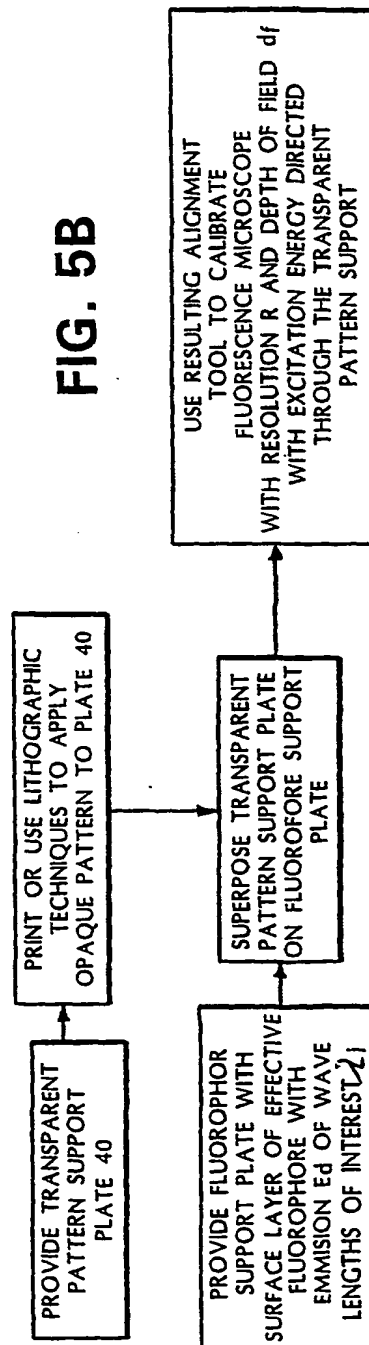 FIG. 5B
PROVIDE TRANSPARENT
PATTERN SUPPORT
PLATE 40
PRINT OR USE LITHOGRAPHIC
TECHNIQUES TO APPLY
OPAQUE PATTERN TO PLATE 40
PROVIDE FLUOROPHOR
SUPPORT PLATE WITH
SURFACE LAYER OF EFFECTIVE
FLUOROPHORE WITH
EMMISION Ed OF WAVE
LENGTHS OF INTEREST λi
SUPERPOSE TRANSPARENT
PATTERN SUPPORT PLATE
ON FLUOROFORE SUPPORT
PLATE
USE RESULTING ALIGNMENT
TOOL TO CALIBRATE
FLUORESCENCE MICROSCOPE
WITH RESOLUTION R AND DEPTH OF FIELD df
WITH EXCITATION ENERGY DIRECTED
THROUGH THE TRANSPARENT
PATTERN SUPPORT